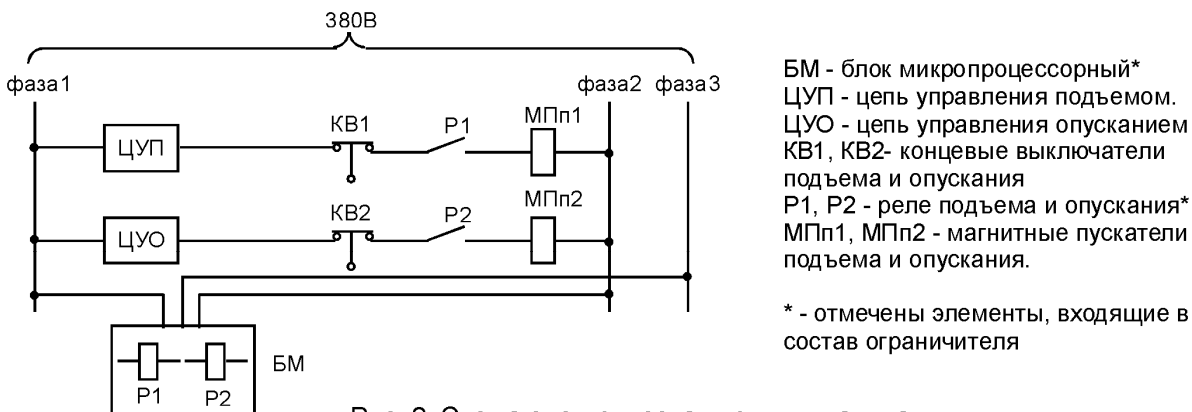 380В
фаза1
фаза2
фаза3
ЦУП
КВ1
Р1
МПп1
ЦУО
КВ2
Р2
МПп2
БМ
Р1
Р2
БМ - блок микропроцессорный*
ЦУП - цепь управления подъемом.
ЦУО - цепь управления опусканием
КВ1, КВ2- концевые выключатели
подъема и опускания
Р1, Р2 - реле подъема и опускания*
МПп1, МПп2 - магнитные пускатели
подъема и опускания.
* - отмечены элементы, входящие в
состав ограничителя